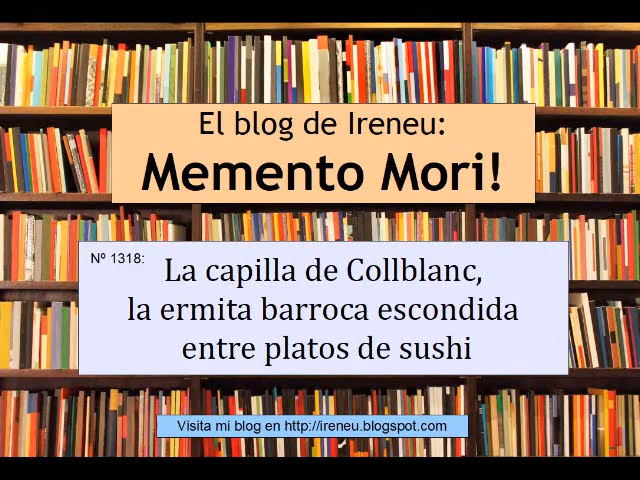 El blog de Ireneu:
Memento Mori!
Nº 1318:
La capilla de Collblanc,
la ermita barroca escondida
entre platos de sushi
Visita mi blog en http://ireneu.blogspot.com